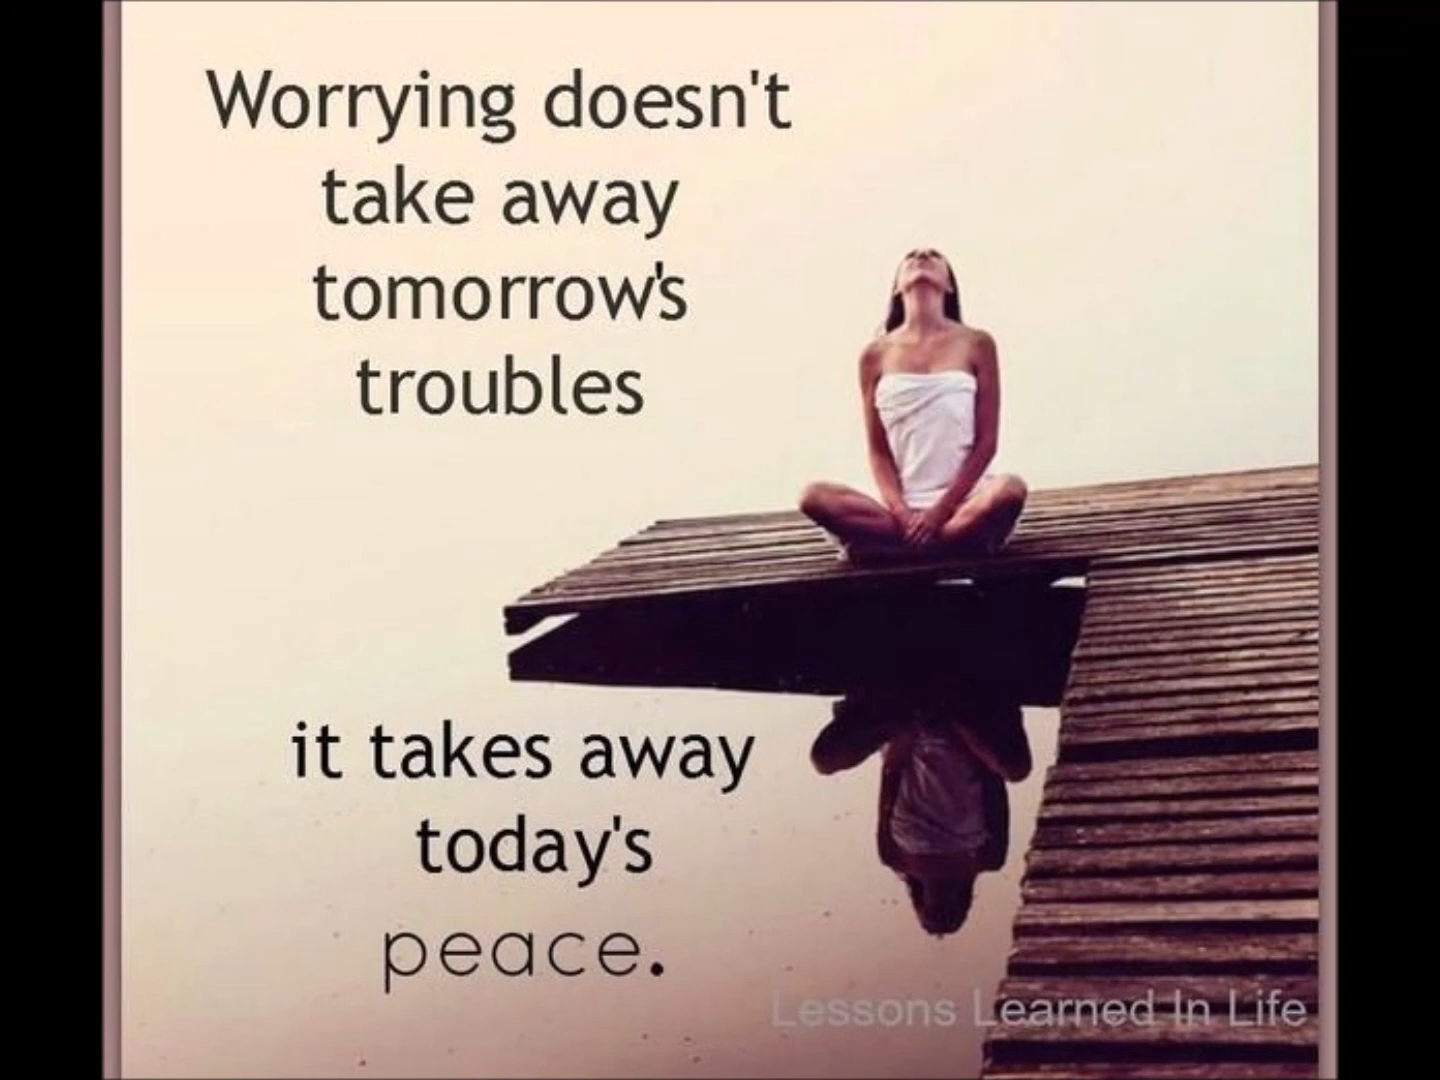 Worrying doesn't
take away
tomorrow's
troubles
it takes away
today's
peace.
Lessons Learned In Life